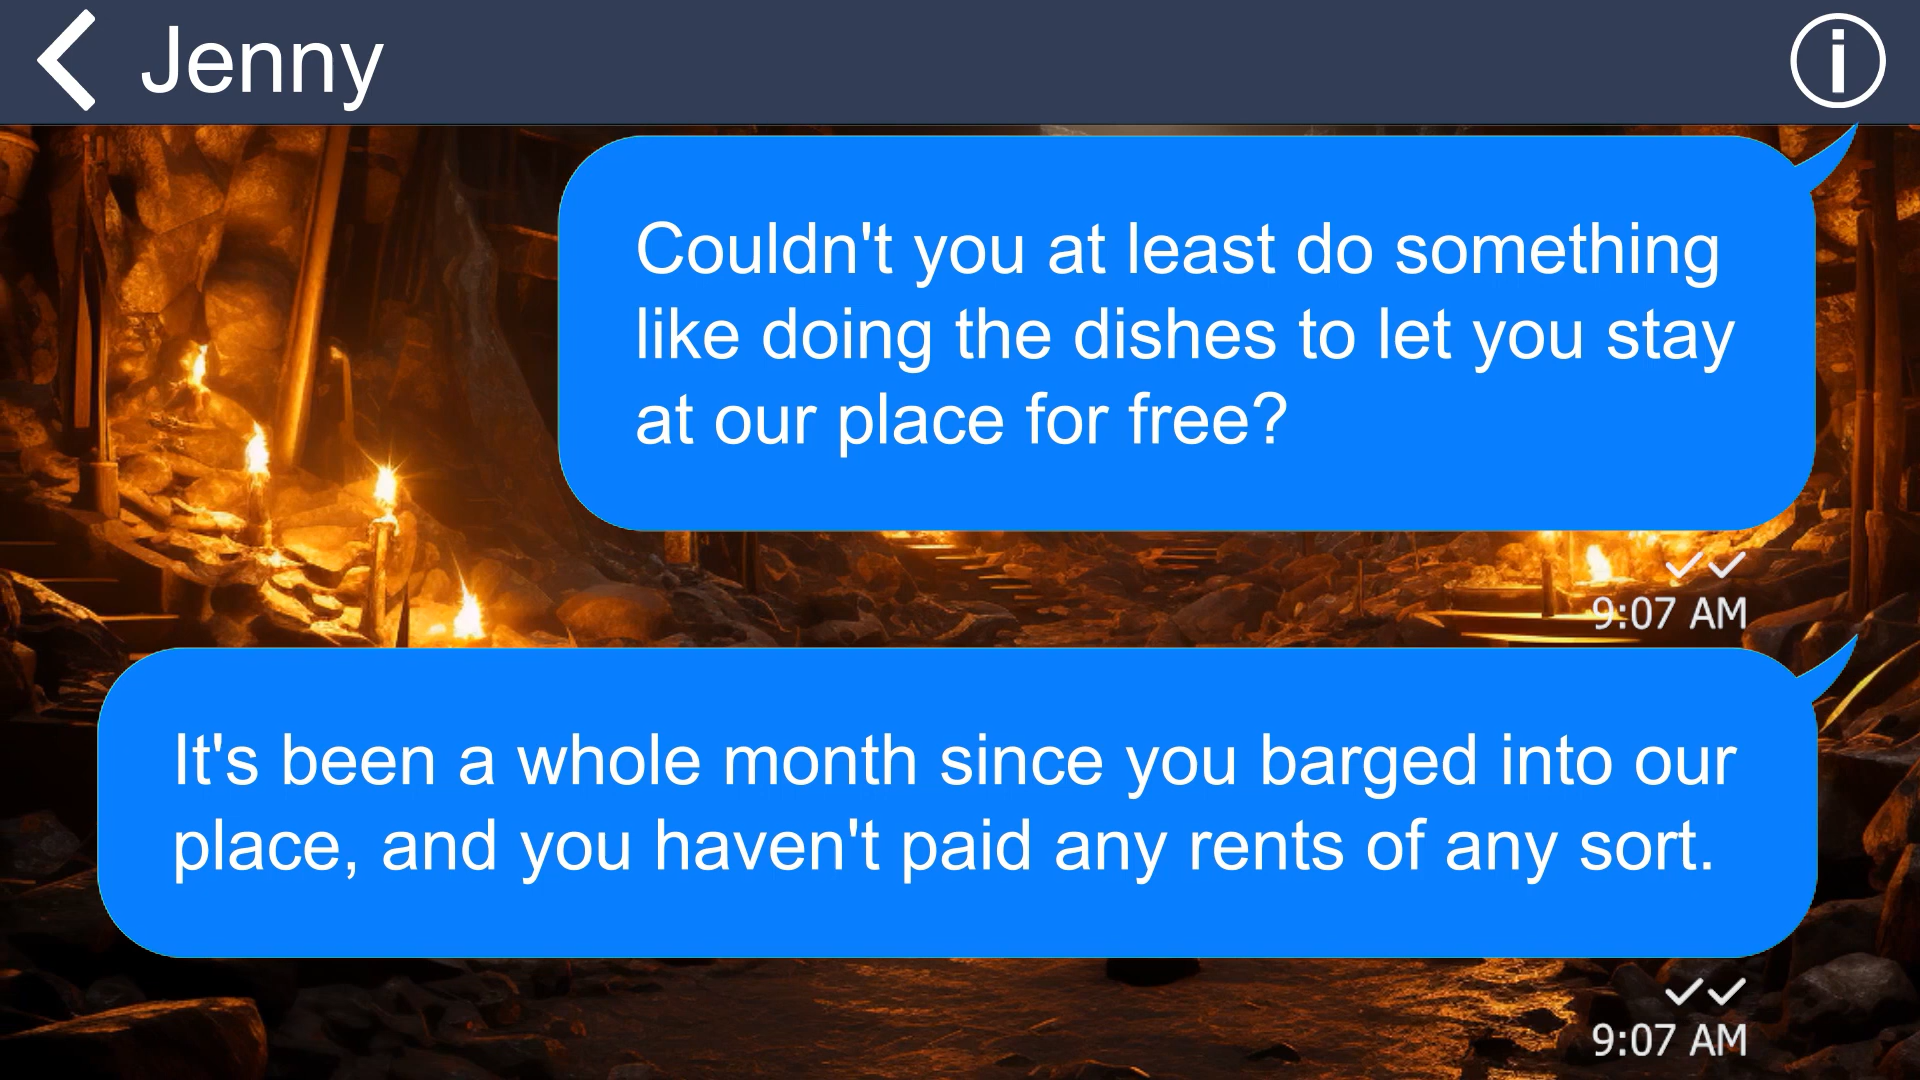 Jenny
Couldn't you at least do something
like doing the dishes to let you stay
at our place for free?
9:07 AM
It's been a whole month since you barged into our
place, and you haven't paid any rents of any sort.
9:07 AM